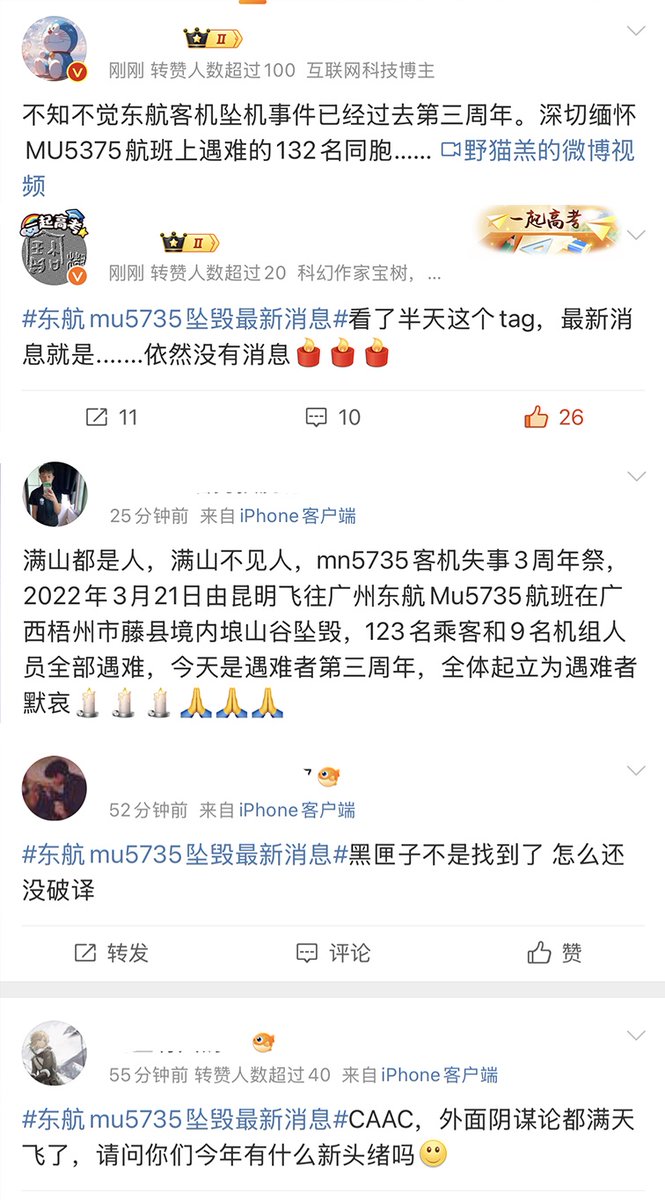 II
刚刚 转赞人数超过100 互联网科技博主
不知不觉东航客机坠机事件已经过去第三周年。深切缅怀
MU5375航班上遇难的132名同胞...... 野猫羔的微博视
频
一起高考
II
一起高考
刚刚 转赞人数超过20 科幻作家宝树，...
#东航mu5735坠毁最新消息#看了半天这个tag，最新消
息就是.......依然没有消息🕯️🕯️🕯️
11
10
26
25分钟前 来自 iPhone客户端
满山都是人，满山不见人，mn5735客机失事3周年祭，
2022年3月21日由昆明飞往广州东航Mu5735航班在广
西梧州市藤县境内埌山谷坠毁，123名乘客和9名机组人
员全部遇难，今天是遇难者第三周年，全体起立为遇难者
默哀🕯️🕯️🕯️🙏🙏🙏
52分钟前 来自 iPhone客户端
#东航mu5735坠毁最新消息#黑匣子不是找到了 怎么还
没破译
转发
评论
赞
55分钟前 转赞人数超过40 来自 iPhone客户端
#东航mu5735坠毁最新消息#CAAC，外面阴谋论都满天
飞了，请问你们今年有什么新头绪吗🙂